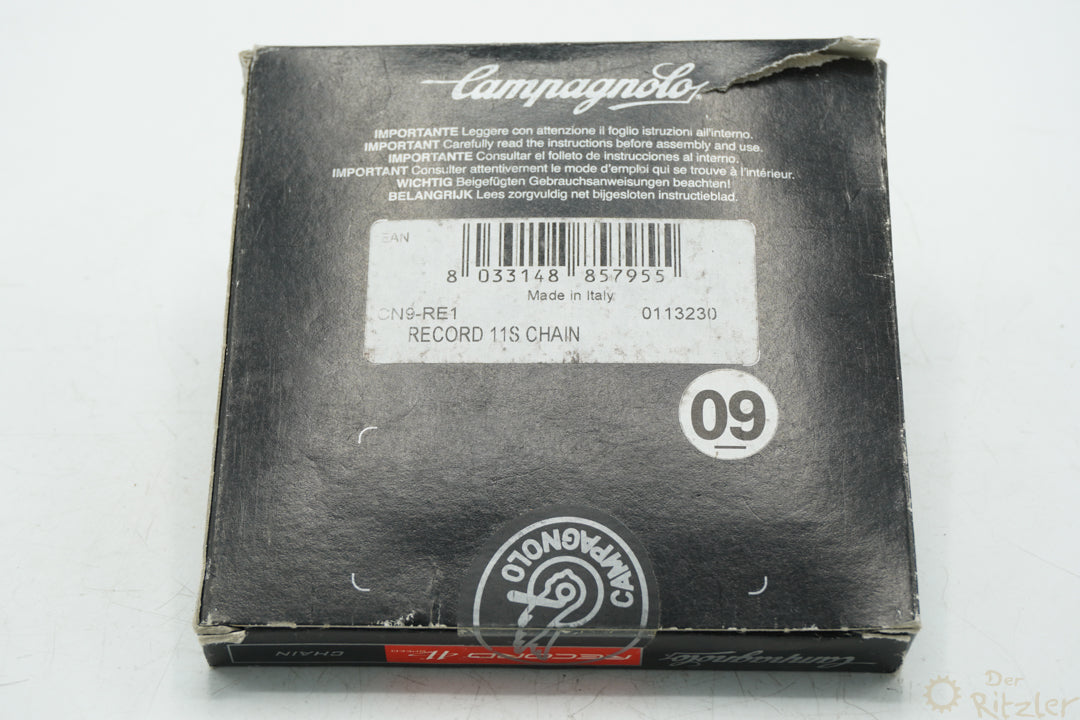 Campagnolo
IMPORTANTE Leggere con attenzione il foglio istruzioni all'interno.
IMPORTANT Carefully read the instructions before assembly and use.
IMPORTANTE Consultar el folleto de instrucciones al interno.
IMPORTANT Consulter attentivement le mode d'emploi qui se trouve à l'intérieur.
WICHTIG Beigefügten Gebrauchsanweisungen beachten!
BELANGRIJK Lees zorgvuldig net bijgesloten instructieblad.
EAN
8 033148 857955
Made in Italy
CN9-RE1 0113230
RECORD 11S CHAIN
09
CAMPAGNOLO CAMPAGNOLO
CHAIN
RECORD 11
Campagnolo
Der
Ritzler